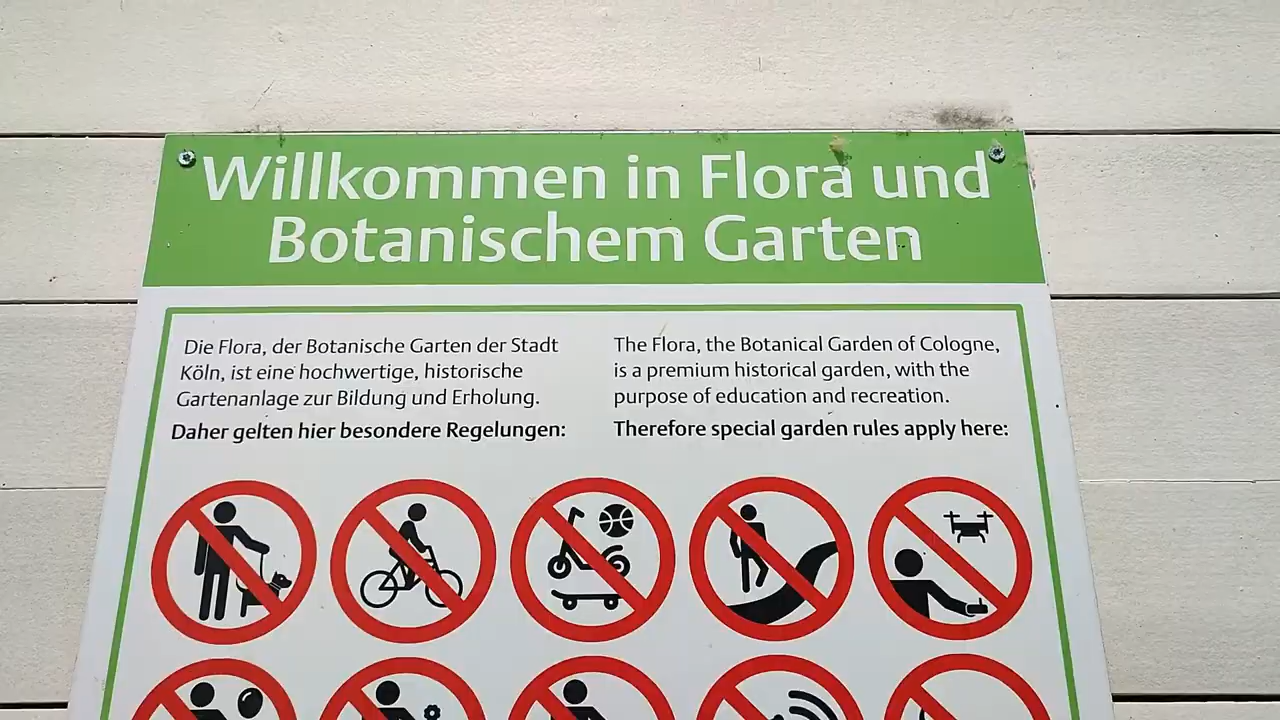 Willkommen in Flora und
Botanischem Garten
Die Flora, der Botanische Garten der Stadt
Köln, ist eine hochwertige, historische
Gartenanlage zur Bildung und Erholung.
Daher gelten hier besondere Regelungen:
The Flora, the Botanical Garden of Cologne,
is a premium historical garden, with the
purpose of education and recreation.
Therefore special garden rules apply here: